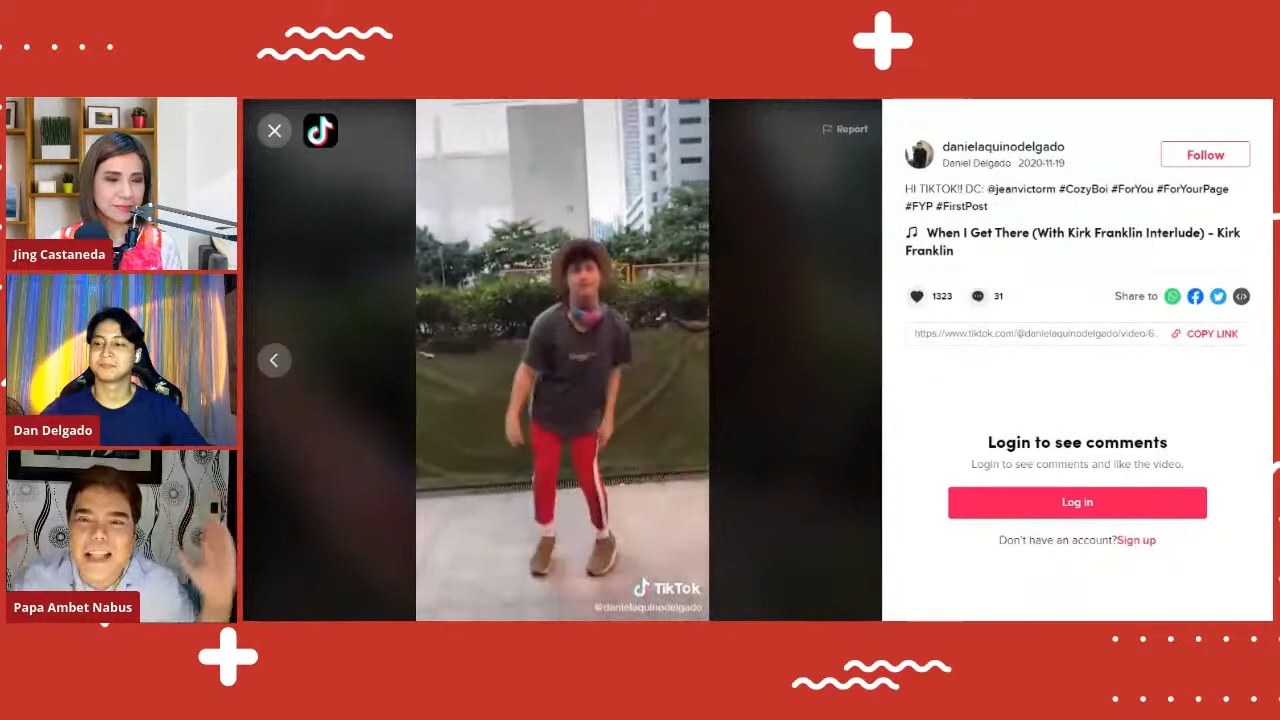 Jing Castaneda
Dan Delgado
Papa Ambet Nabus
Report
TikTok
@danielaquinodelgado
danielaquinodelgado
Daniel Delgado 2020-11-19
Follow
HI TIKTOK!! DC: @jeanvictorm #CozyBoi #ForYou #ForYourPage
#FYP #FirstPost
When I Get There (With Kirk Franklin Interlude) - Kirk
Franklin
1323 31 Share to
https://www.tiktok.com/@danielaquinodelgado/video/6... COPY LINK
Login to see comments
Login to see comments and like the video.
Log in
Don't have an account?Sign up